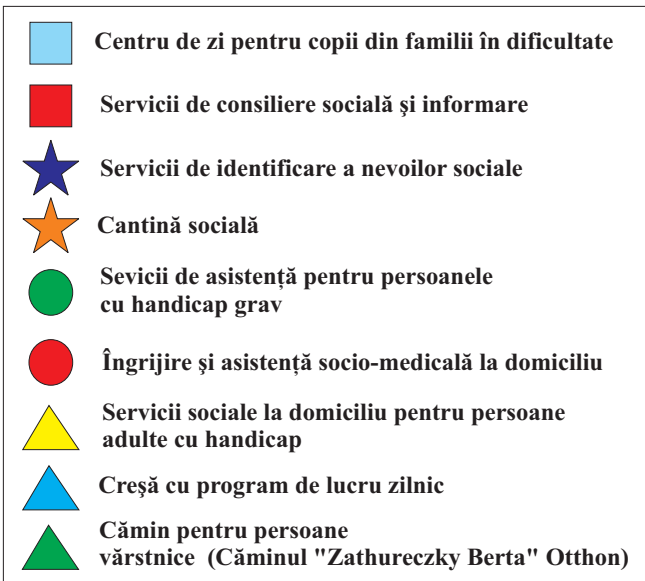 Centru de zi pentru copii din familii în dificultate
Servicii de consiliere socială şi informare
Servicii de identificare a nevoilor sociale
Cantină socială
Sevicii de asistenţă pentru persoanele
cu handicap grav
Îngrijire şi asistenţă socio-medicală la domiciliu
Servicii sociale la domiciliu pentru persoane
adulte cu handicap
Creşă cu program de lucru zilnic
Cămin pentru persoane
vărstnice (Căminul "Zathureczky Berta" Otthon)